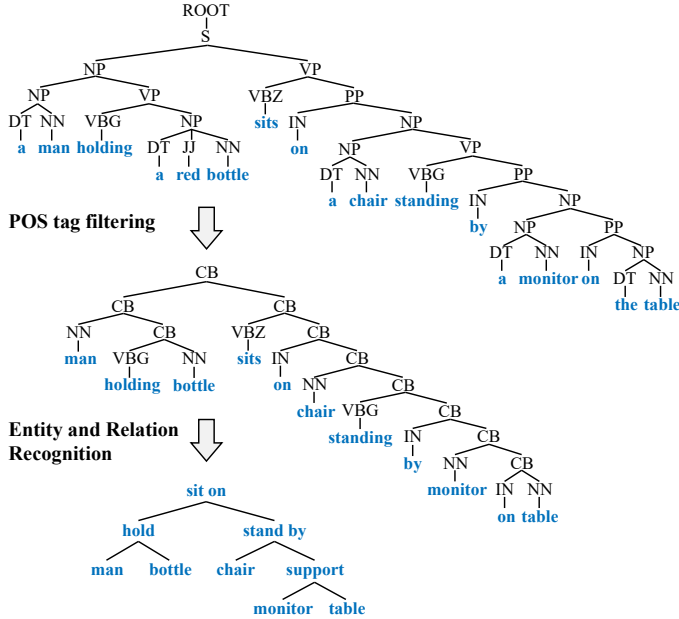 ROOT
S
NP VP
NP VP VBZ PP
DT NN VBG NP sits IN NP
a man holding DT JJ NN on NP VP
a red bottle DT NN VBG PP
a chair standing IN NP
by NP PP
DT NN IN NP
a monitor on DT NN
the table
POS tag filtering
CB
CB CB
NN CB VBZ CB
man VBG NN sits IN CB
holding bottle on NN CB
chair VBG CB
standing IN CB
by NN CB
monitor IN NN
on table
Entity and Relation
Recognition
sit on
hold stand by
man bottle chair support
monitor table